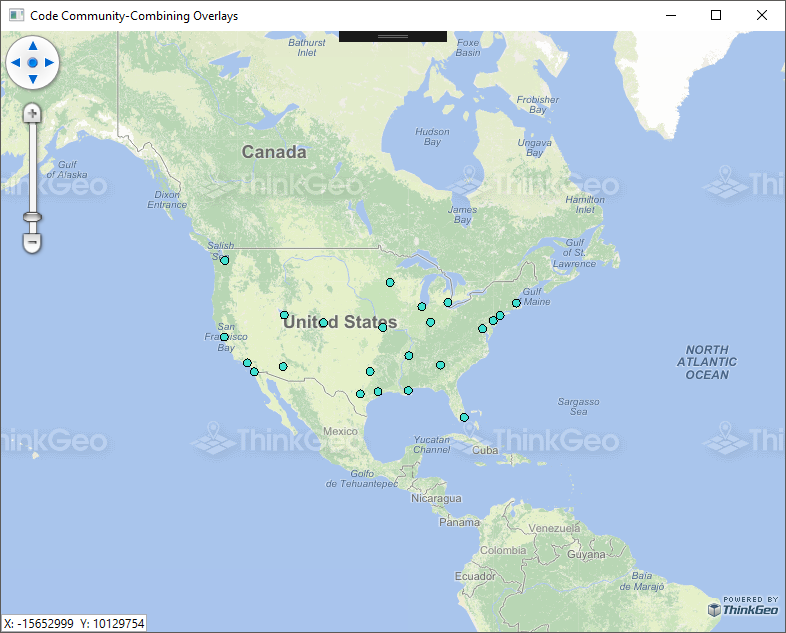 Code Community-Combining Overlays
Bathurst
Inlet
Foxe
Basin
Frobisher
Bay
Hudson
Bay
Ungava
Bay
Canada
Gulf
of Alaska
ThinkGeo
ThinkGeo
ThinkGeo
Thi
Dixon
Entrance
James
Bay
Hamilton
Inlet
Salish
Gulf
of St.
Lawrence
Gulf
Maine
United States
San
Francisco
Bay
NORTH
ATLANTIC
OCEAN
Sargasso
Sea
Mexico
inkGeo
ThinkGeo
ThinkGeo
Thi
Yucatan
Channel
Cuba
Golfo
de Tehuantepec
Nicaragua
Panama
Venezuela
Colombia
Guyana
Ecuador
Baía
de Marajó
POWERED BY
ThinkGeo
X: -15652999 Y: 10129754